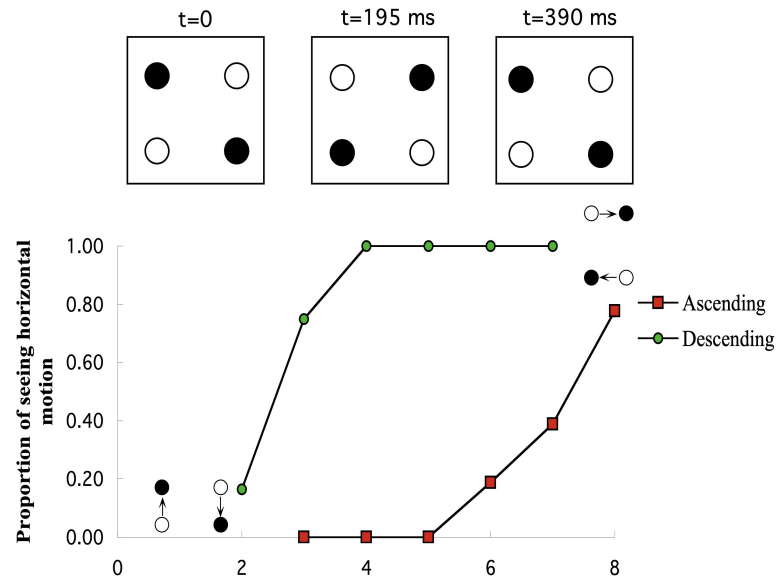 t=0
t=195 ms
t=390 ms
Proportion of seeing horizontal
motion
1.00
0.80
0.60
0.40
0.20
0.00
0
2
4
6
8
Ascending
Descending